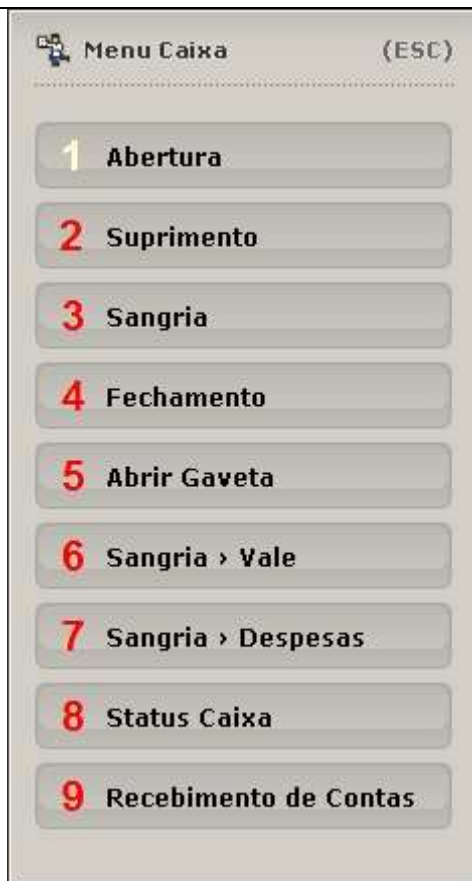 Menu Caixa (ESC)
1 Abertura
2 Suprimento
3 Sangria
4 Fechamento
5 Abrir Gaveta
6 Sangria › Vale
7 Sangria › Despesas
8 Status Caixa
9 Recebimento de Contas